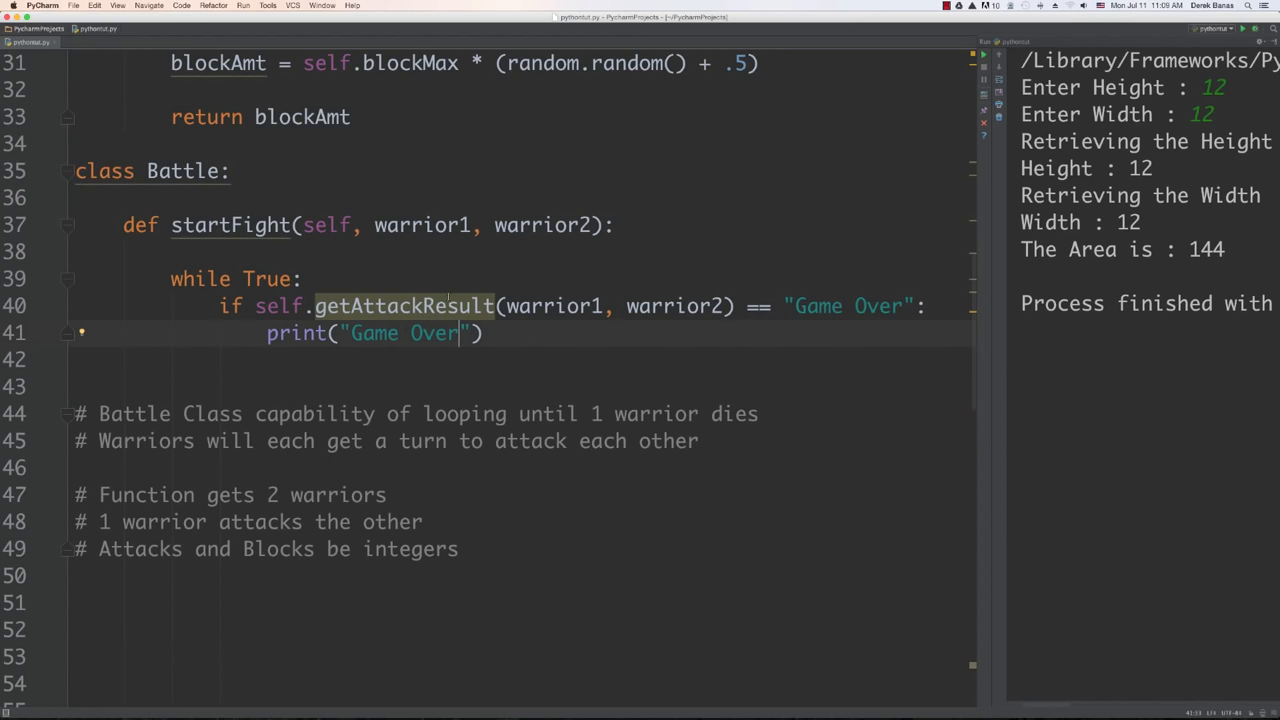 PyCharm File Edit View Navigate Code Refactor Run Tools VCS Window Help 10 Mon Jul 11 11:09 AM Derek Banas
pythontut.py - PycharmProjects - [~/PycharmProjects]
PycharmProjects pythontut.py pythontut
pythontut.py
Run pythontut
31 blockAmt = self.blockMax * (random.random() + .5)
32
33 return blockAmt
34
35 class Battle:
36
37 def startFight(self, warrior1, warrior2):
38
39 while True:
40 if self.getAttackResult(warrior1, warrior2) == "Game Over":
41 print("Game Over")
42
43
44 # Battle Class capability of looping until 1 warrior dies
45 # Warriors will each get a turn to attack each other
46
47 # Function gets 2 warriors
48 # 1 warrior attacks the other
49 # Attacks and Blocks be integers
50
51
52
53
54
/Library/Frameworks/Py
Enter Height : 12
Enter Width : 12
Retrieving the Height
Height : 12
Retrieving the Width
Width : 12
The Area is : 144
Process finished with
41:33 LF UTF-8